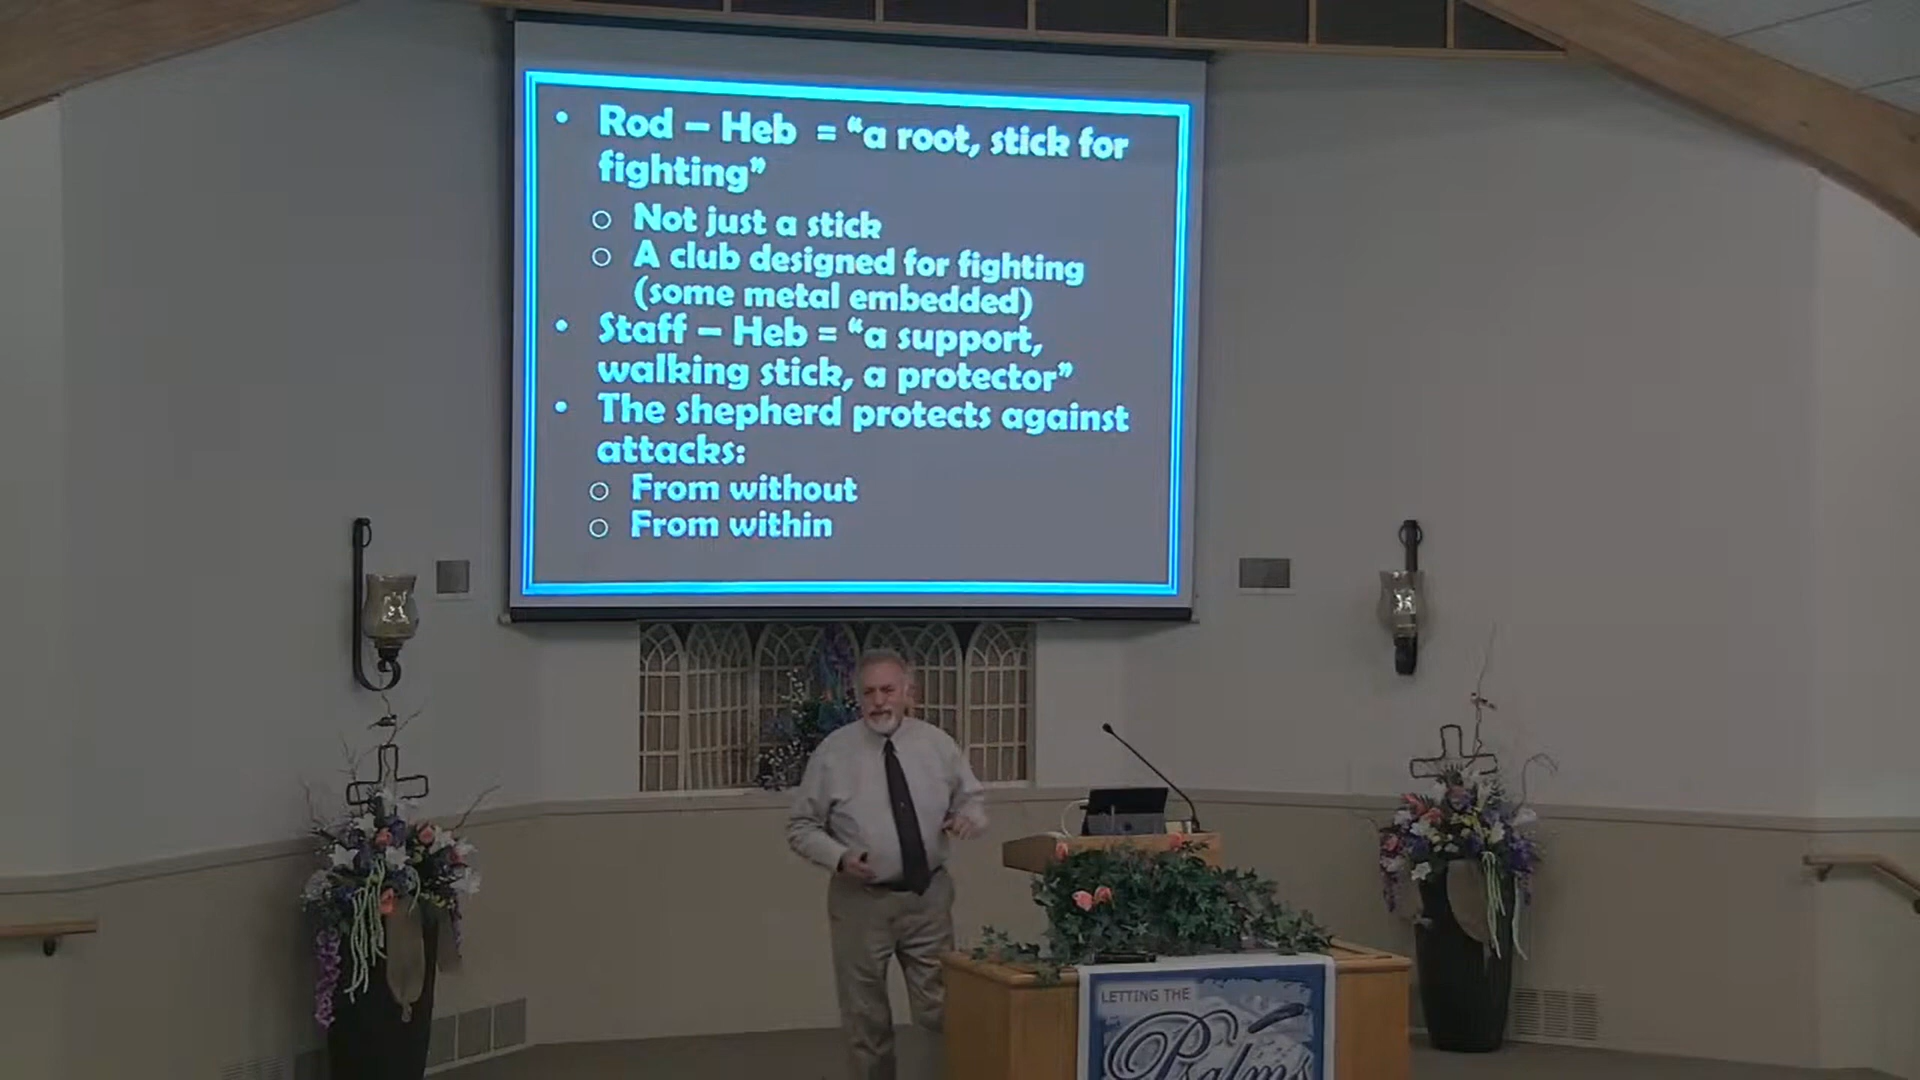 • Rod – Heb = “a root, stick for
fighting”
○ Not just a stick
○ A club designed for fighting
(some metal embedded)
• Staff – Heb = “a support,
walking stick, a protector”
• The shepherd protects against
attacks:
○ From without
○ From within
LETTING THE
Psalms